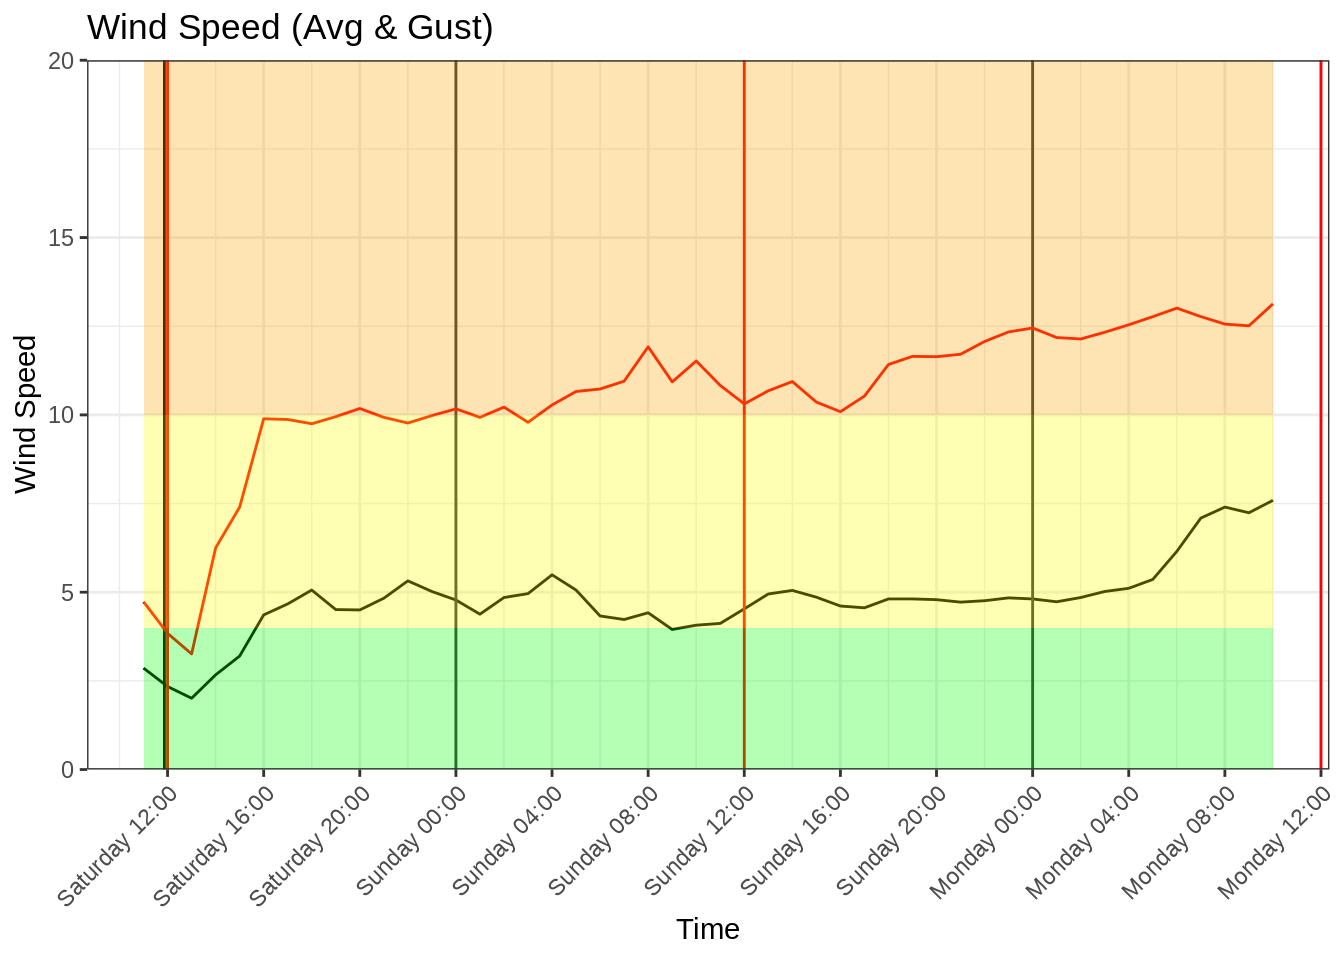 Wind Speed (Avg & Gust)
20
15
10
5
0
Wind Speed
Saturday 12:00
Saturday 16:00
Saturday 20:00
Sunday 00:00
Sunday 04:00
Sunday 08:00
Sunday 12:00
Sunday 16:00
Sunday 20:00
Monday 00:00
Monday 04:00
Monday 08:00
Monday 12:00
Time